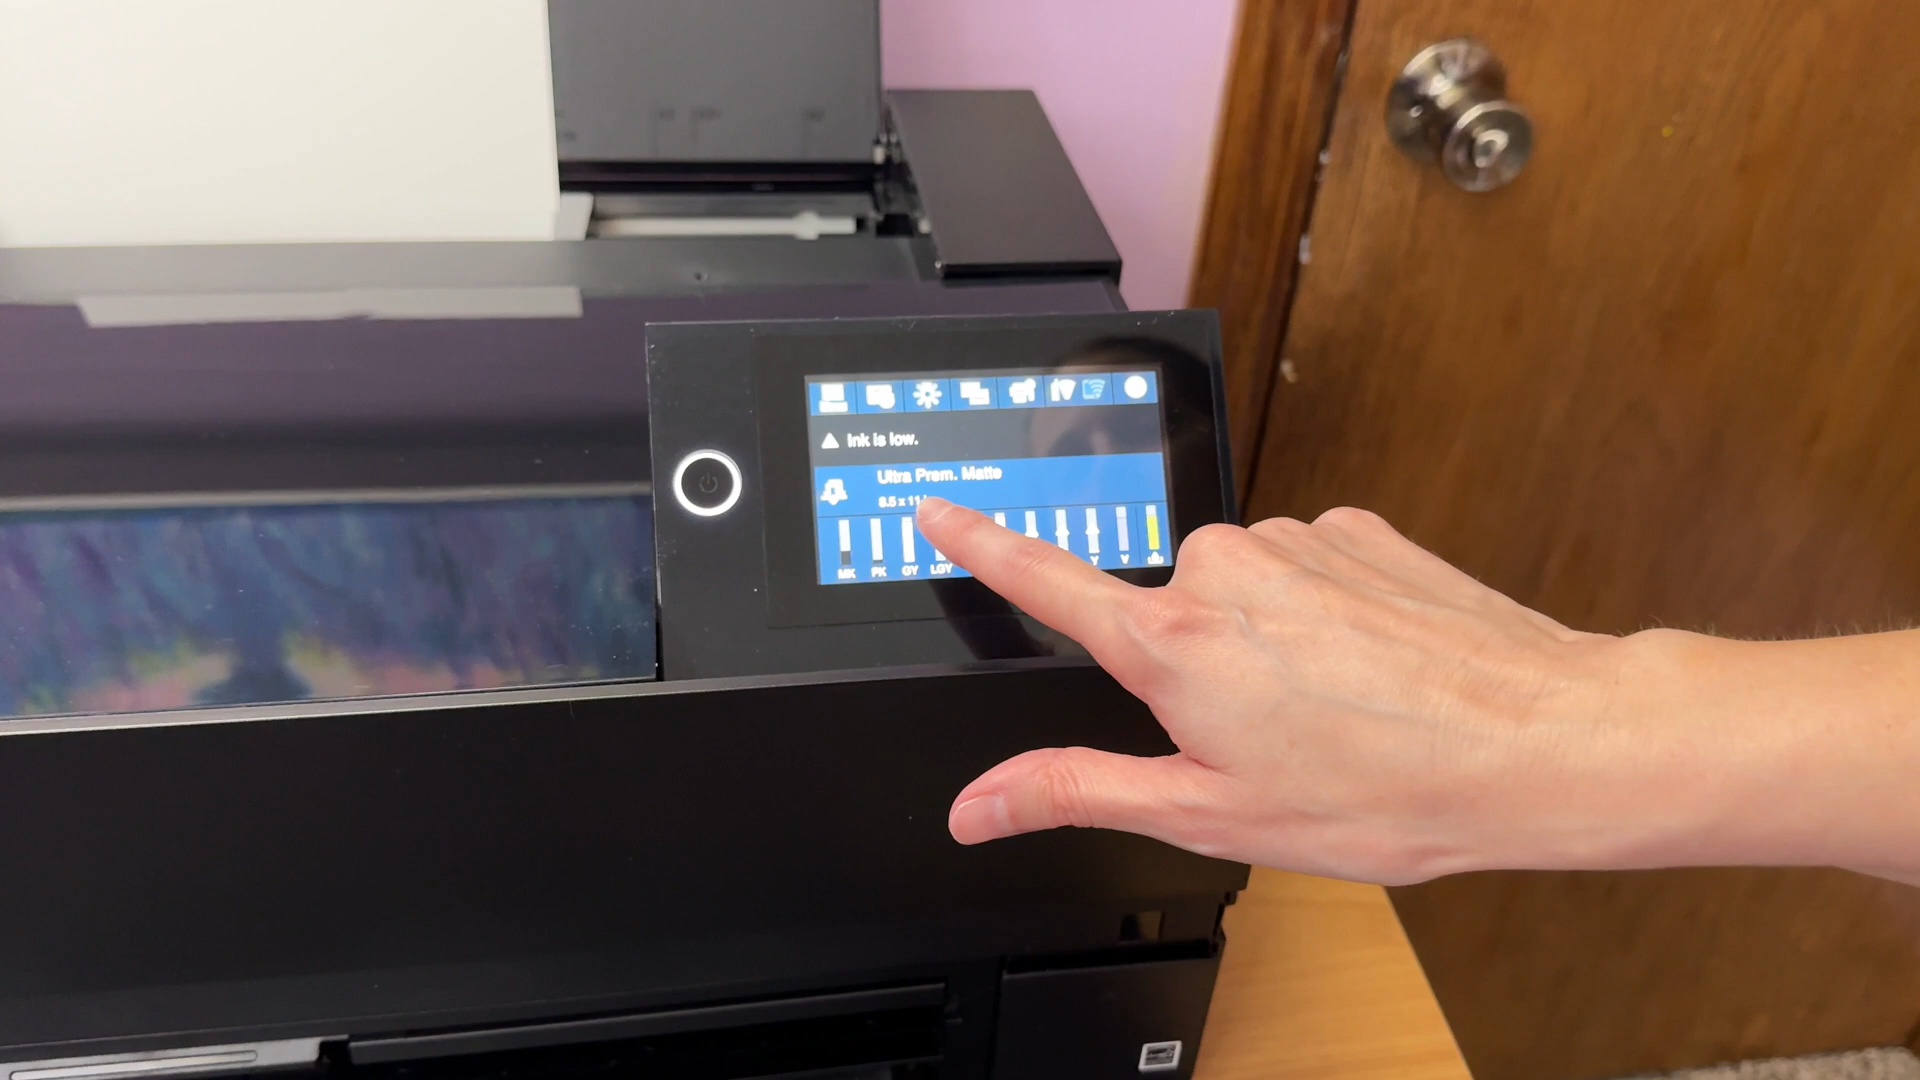 Ink is low.
Ultra Prem. Matte
8.5 x 11
MK PK GY LGY Y V